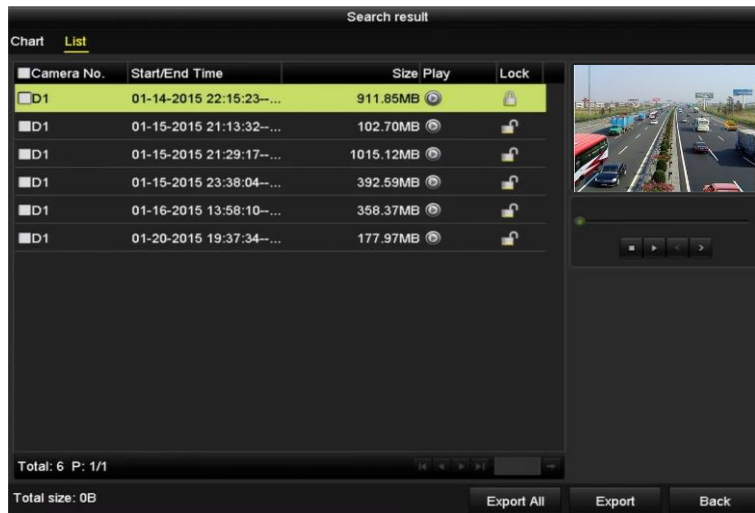 Search result
Chart List
Camera No. Start/End Time Size Play Lock
D1 01-14-2015 22:15:23--... 911.85MB
D1 01-15-2015 21:13:32--... 102.70MB
D1 01-15-2015 21:29:17--... 1015.12MB
D1 01-15-2015 23:38:04--... 392.59MB
D1 01-16-2015 13:58:10--... 358.37MB
D1 01-20-2015 19:37:34--... 177.97MB
Total: 6 P: 1/1
Total size: 0B Export All Export Back